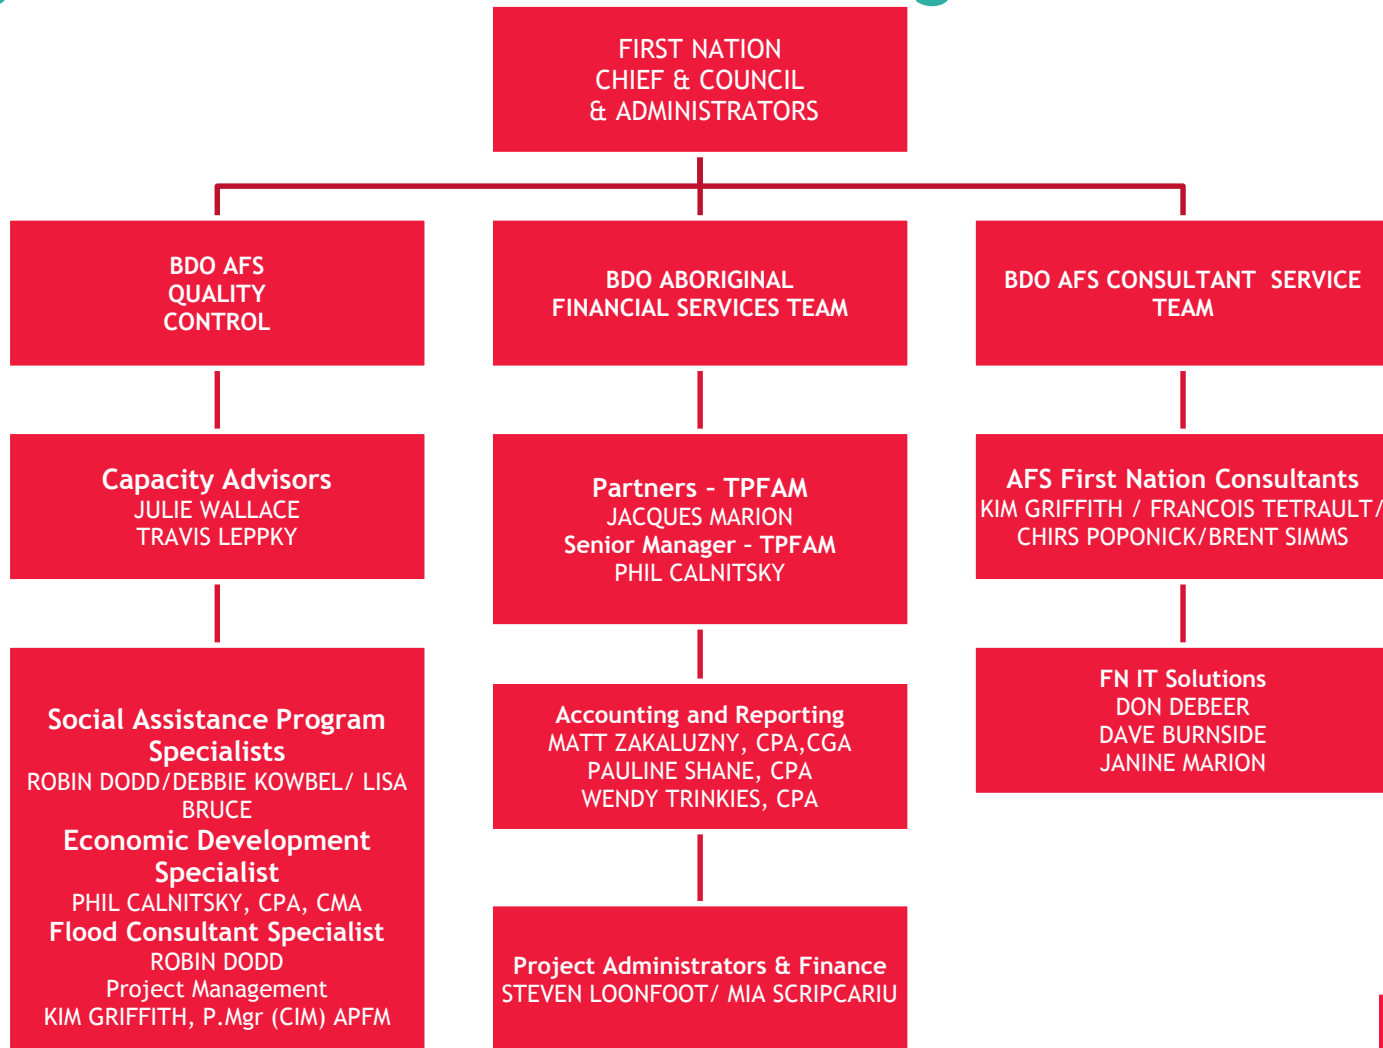 FIRST NATION
CHIEF & COUNCIL
& ADMINISTRATORS
BDO AFS
QUALITY
CONTROL
BDO ABORIGINAL
FINANCIAL SERVICES TEAM
BDO AFS CONSULTANT SERVICE
TEAM
Capacity Advisors
JULIE WALLACE
TRAVIS LEPPKY
Partners – TPFAM
JACQUES MARION
Senior Manager – TPFAM
PHIL CALNITSKY
AFS First Nation Consultants
KIM GRIFFITH / FRANCOIS TETRAULT/
CHIRS POPONICK/BRENT SIMMS
Social Assistance Program
Specialists
ROBIN DODD/DEBBIE KOWBEL/ LISA
BRUCE
Economic Development
Specialist
PHIL CALNITSKY, CPA, CMA
Flood Consultant Specialist
ROBIN DODD
Project Management
KIM GRIFFITH, P.Mgr (CIM) APFM
Accounting and Reporting
MATT ZAKALUZNY, CPA,CGA
PAULINE SHANE, CPA
WENDY TRINKIES, CPA
FN IT Solutions
DON DEBEER
DAVE BURNSIDE
JANINE MARION
Project Administrators & Finance
STEVEN LOONFOOT/ MIA SCRIPCARIU